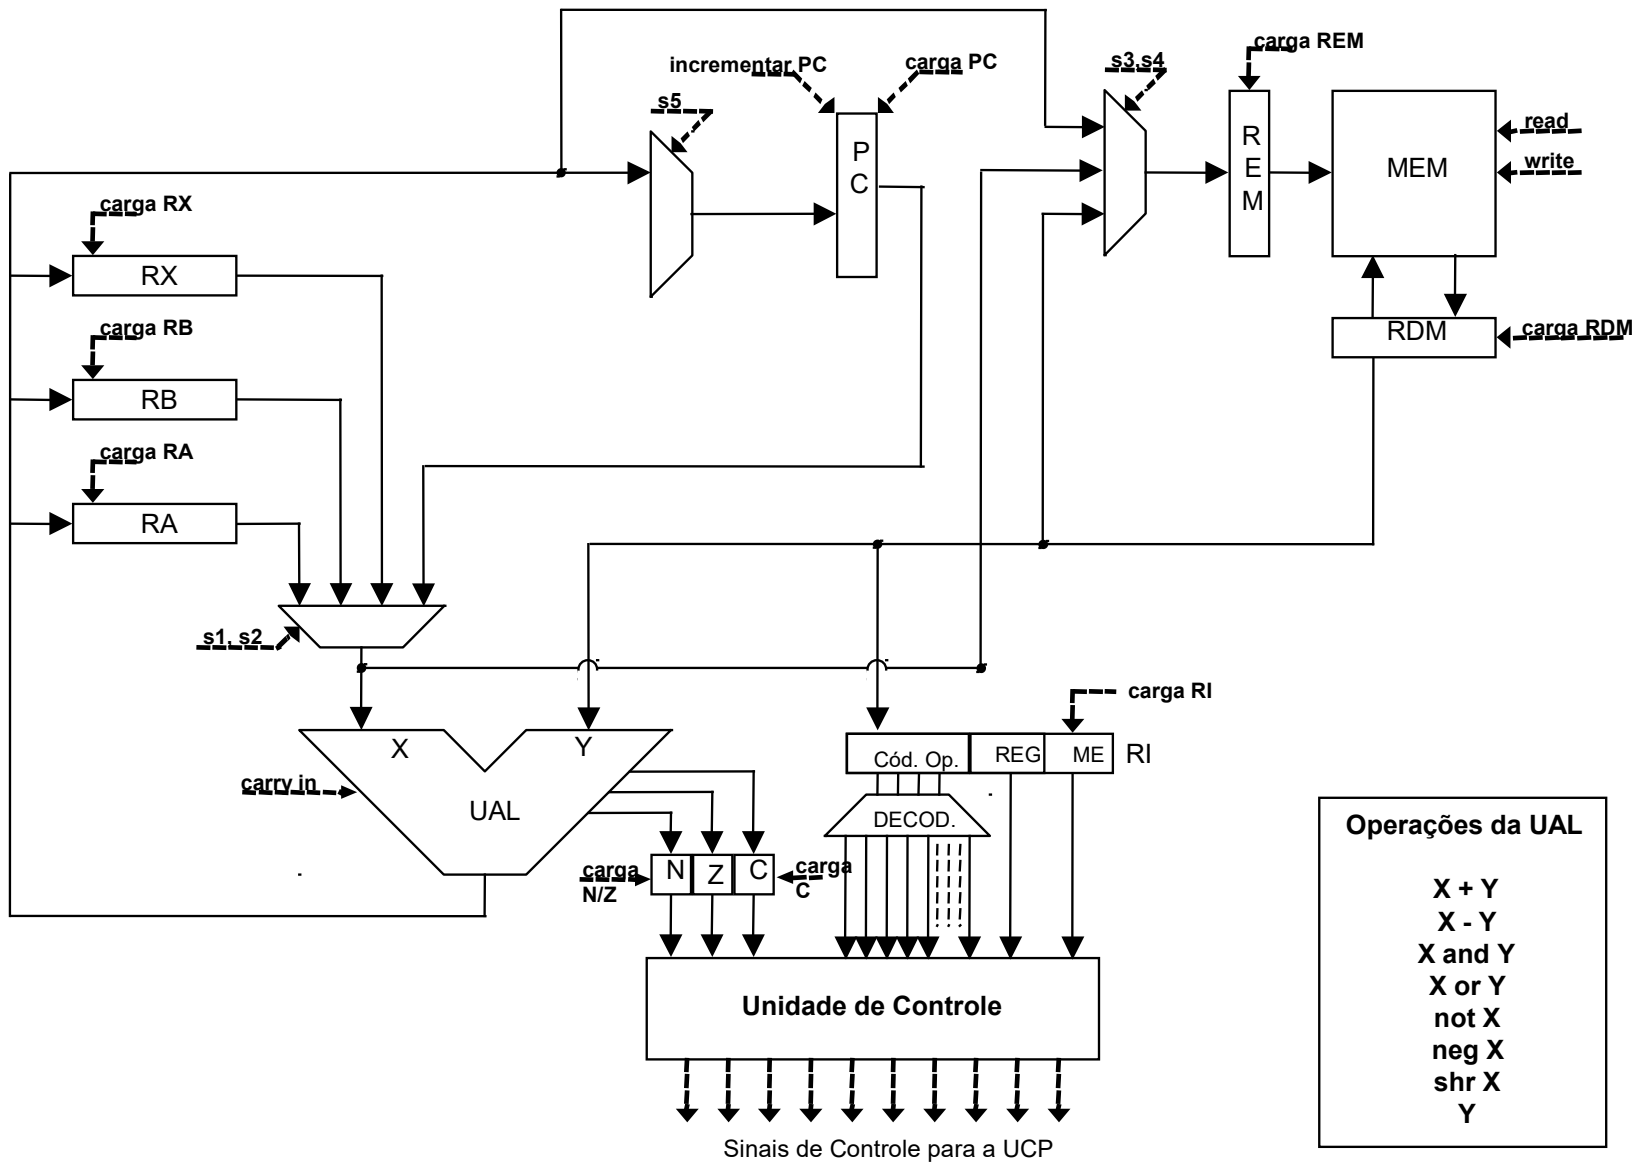 carga REM
incrementar PC
carga PC
s3,s4
s5
P
C
R
E
M
MEM
read
write
carga RX
RX
carga RB
RB
RDM
carga RDM
carga RA
RA
s1, s2
carga RI
X
Y
Cód. Op.
REG
ME
RI
carry in
UAL
DECOD.
Operações da UAL
carga
N/Z
N
Z
C
carga
C
X + Y
X - Y
X and Y
X or Y
not X
neg X
shr X
Y
Unidade de Controle
Sinais de Controle para a UCP